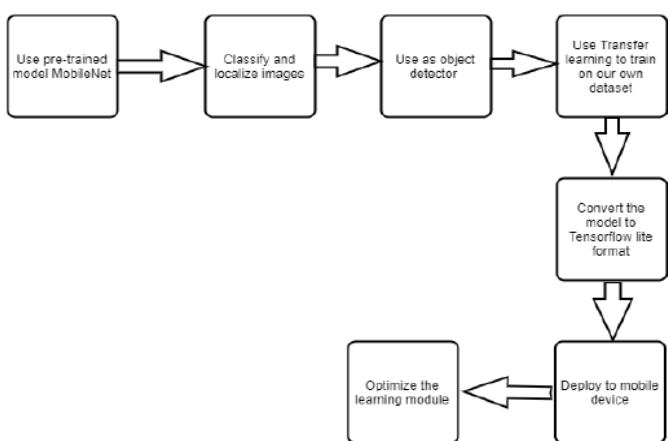 Use pre-trained
model MobileNet
Classify and
localize images
Use as object
detector
Use Transfer
learning to train
on our own
dataset
Convert the
model to
Tensorflow lite
format
Deploy to mobile
device
Optimize the
learning module